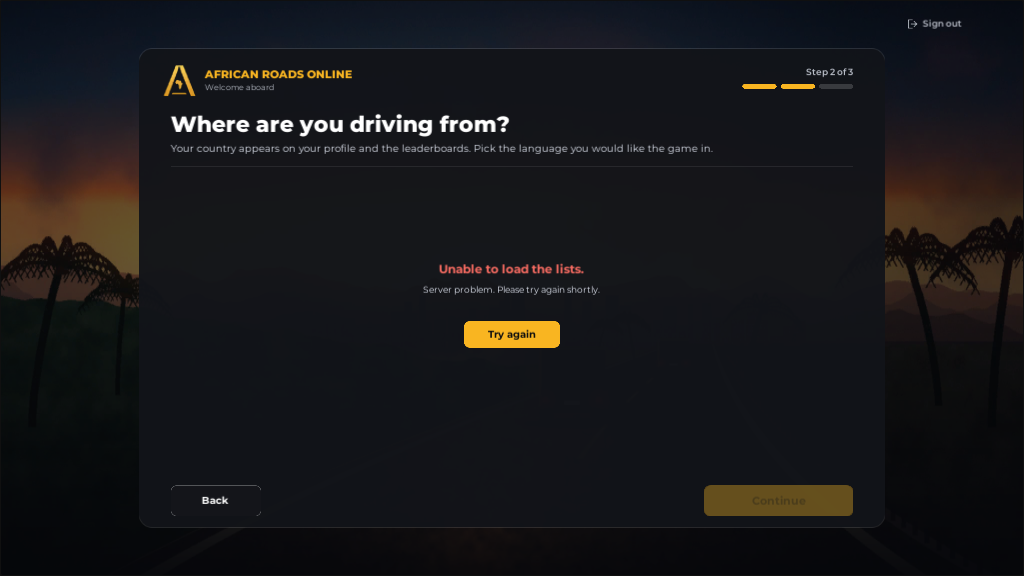 Sign out
AFRICAN ROADS ONLINE
Welcome aboard
Step 2 of 3
Where are you driving from?
Your country appears on your profile and the leaderboards. Pick the language you would like the game in.
Unable to load the lists.
Server problem. Please try again shortly.
Try again
Back
Continue